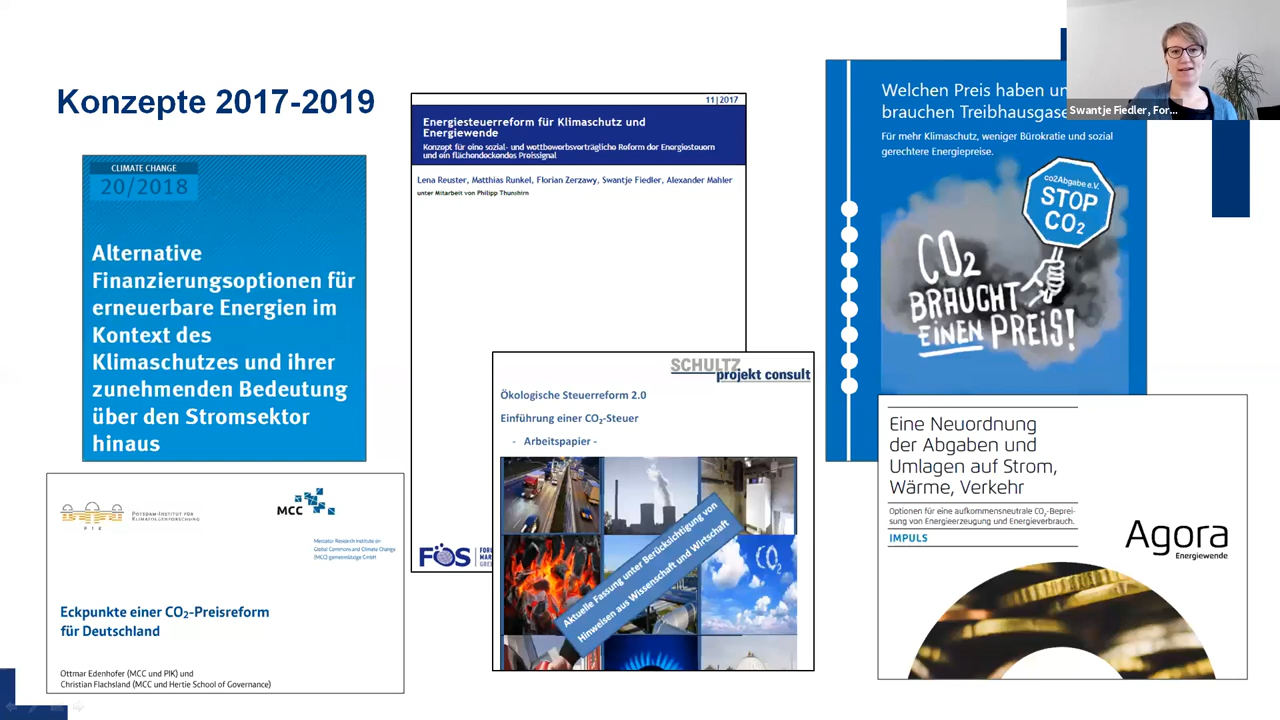 Konzepte 2017-2019
CLIMATE CHANGE
20/2018
Alternative
Finanzierungsoptionen für
erneuerbare Energien im
Kontext des
Klimaschutzes und ihrer
zunehmenden Bedeutung
über den Stromsektor
hinaus
POTSDAM-INSTITUT FÜR
KLIMAFOLGENFORSCHUNG
PIK
MCC
Mercator Research Institute on
Global Commons and Climate Change
(MCC) gemeinnützige GmbH
Eckpunkte einer CO₂-Preisreform
für Deutschland
Ottmar Edenhofer (MCC und PIK) und
Christian Flachsland (MCC und Hertie School of Governance)
11|2017
Energiesteuerreform für Klimaschutz und
Energiewende
Konzept für eine sozial- und wettbewerbsverträgliche Reform der Energiesteuern
und ein flächendeckendes Preissignal
Lena Reuster, Matthias Runkel, Florian Zerzawy, Swantje Fiedler, Alexander Mahler
unter Mitarbeit von Philipp Thunshirn
FÖS
SCHULTZ
projekt consult
Ökologische Steuerreform 2.0
Einführung einer CO₂-Steuer
- Arbeitspapier -
Aktuelle Fassung unter Berücksichtigung von
Hinweisen aus Wissenschaft und Wirtschaft
CO₂
Welchen Preis haben
brauchen Treibhausgase
Für mehr Klimaschutz, weniger Bürokratie und sozial
gerechtere Energiepreise.
co2Abgabe e.V.
STOP
CO₂
CO₂
BRAUCHT
EINEN PREIS!
Swantje Fiedler, For...
Eine Neuordnung
der Abgaben und
Umlagen auf Strom,
Wärme, Verkehr
Optionen für eine aufkommensneutrale CO₂-Beprei-
sung von Energieerzeugung und Energieverbrauch.
IMPULS
Agora
Energiewende